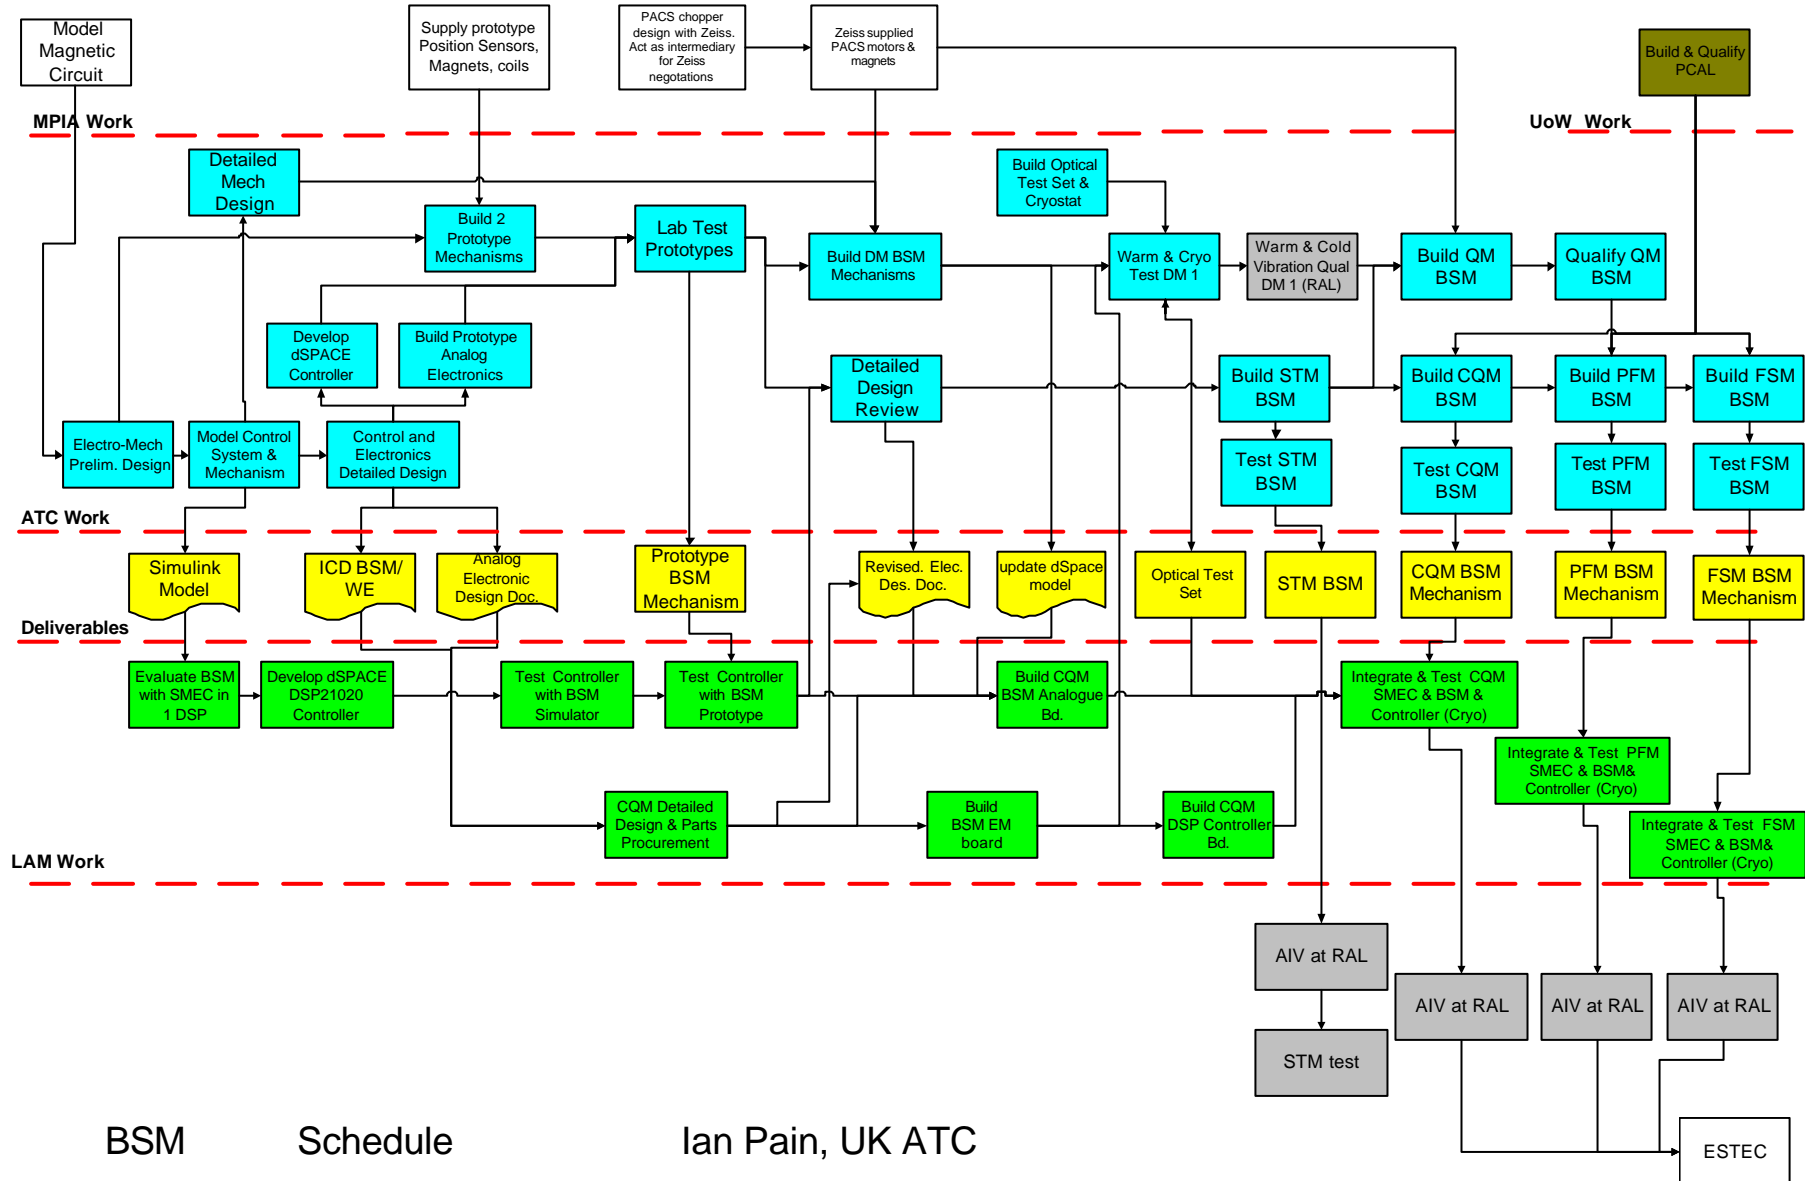 Model
Magnetic
Circuit
Supply prototype
Position Sensors,
Magnets, coils
PACS chopper
design with Zeiss.
Act as intermediary
for Zeiss
negotations
Zeiss supplied
PACS motors &
magnets
Build & Qualify
PCAL
MPIA Work
UoW Work
Detailed
Mech
Design
Build 2
Prototype
Mechanisms
Lab Test
Prototypes
Build DM BSM
Mechanisms
Build Optical
Test Set &
Cryostat
Warm & Cryo
Test DM 1
Warm & Cold
Vibration Qual
DM 1 (RAL)
Build QM
BSM
Qualify QM
BSM
Develop
dSPACE
Controller
Build Prototype
Analog
Electronics
Detailed
Design
Review
Build STM
BSM
Build CQM
BSM
Build PFM
BSM
Build FSM
BSM
Electro-Mech
Prelim. Design
Model Control
System &
Mechanism
Control and
Electronics
Detailed Design
Test STM
BSM
Test CQM
BSM
Test PFM
BSM
Test FSM
BSM
ATC Work
Simulink
Model
ICD BSM/
WE
Analog
Electronic
Design Doc.
Prototype
BSM
Mechanism
Revised. Elec.
Des. Doc.
update dSpace
model
Optical Test
Set
STM BSM
CQM BSM
Mechanism
PFM BSM
Mechanism
FSM BSM
Mechanism
Deliverables
Evaluate BSM
with SMEC in
1 DSP
Develop dSPACE
DSP21020
Controller
Test Controller
with BSM
Simulator
Test Controller
with BSM
Prototype
Build CQM
BSM Analogue
Bd.
Integrate & Test CQM
SMEC & BSM &
Controller (Cryo)
Integrate & Test PFM
SMEC & BSM&
Controller (Cryo)
CQM Detailed
Design & Parts
Procurement
Build
BSM EM
board
Build CQM
DSP Controller
Bd.
Integrate & Test FSM
SMEC & BSM&
Controller (Cryo)
LAM Work
AIV at RAL
AIV at RAL
AIV at RAL
AIV at RAL
STM test
BSM Schedule Ian Pain, UK ATC
ESTEC